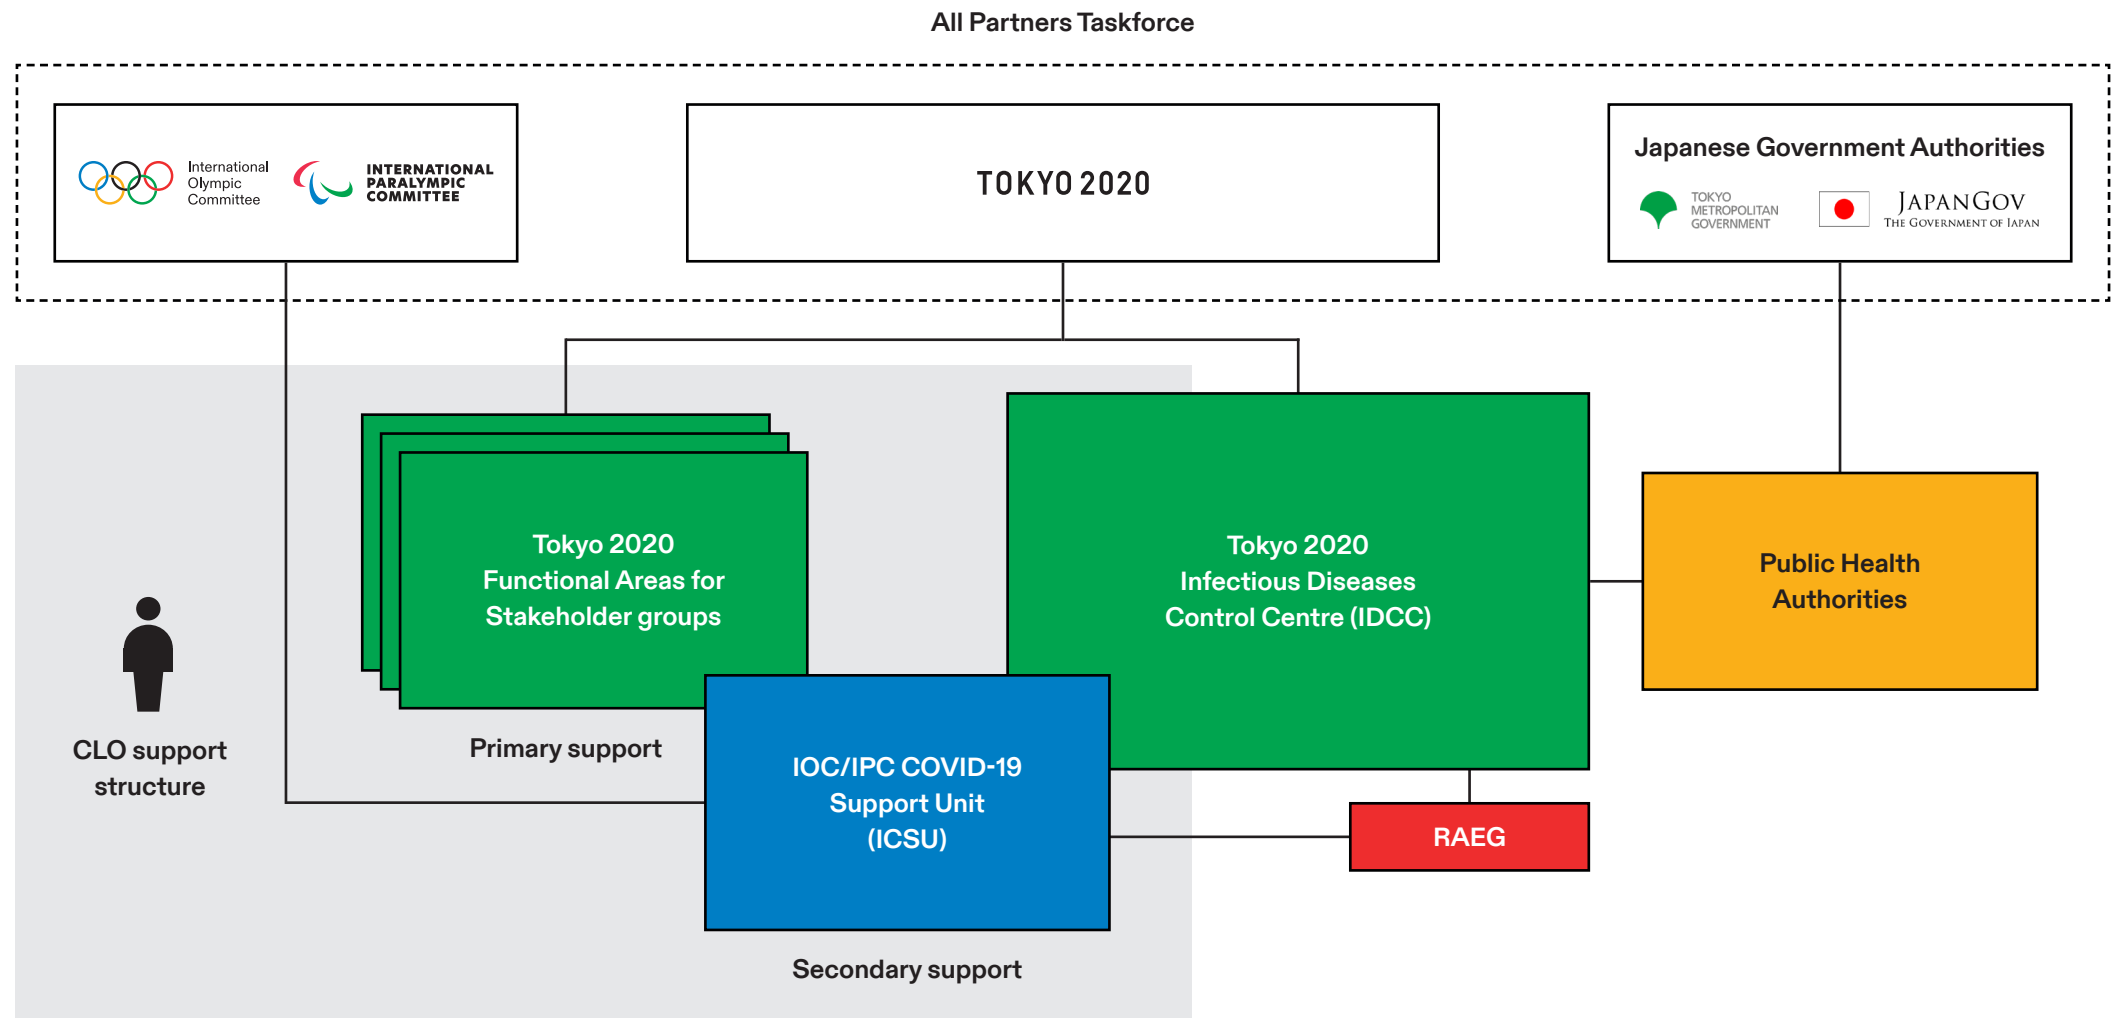 All Partners Taskforce
International
Olympic
Committee
INTERNATIONAL
PARALYMPIC
COMMITTEE
TOKYO 2020
Japanese Government Authorities
TOKYO
METROPOLITAN
GOVERNMENT
JAPANGOV
THE GOVERNMENT OF JAPAN
Tokyo 2020
Functional Areas for
Stakeholder groups
Tokyo 2020
Infectious Diseases
Control Centre (IDCC)
Public Health
Authorities
CLO support
structure
Primary support
IOC/IPC COVID-19
Support Unit
(ICSU)
RAEG
Secondary support